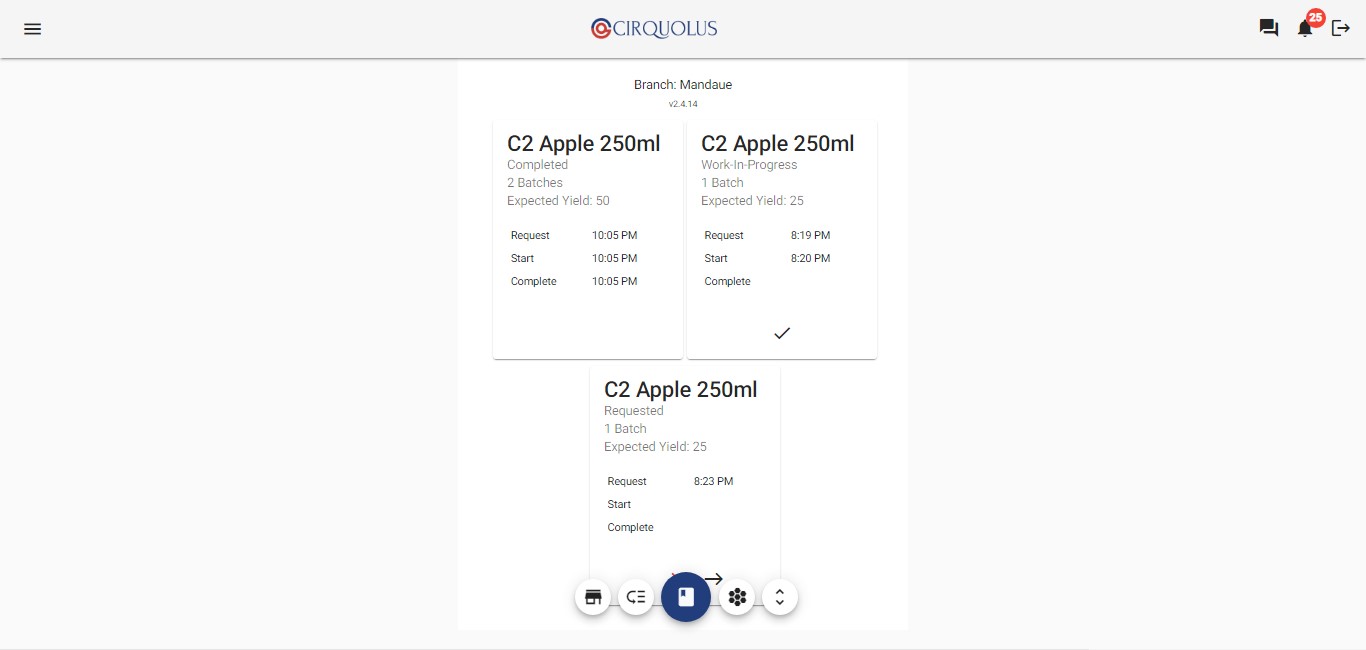 CIRQUOLUS
25
Branch: Mandaue
v2.4.14
C2 Apple 250ml
Completed
2 Batches
Expected Yield: 50
Request 10:05 PM
Start 10:05 PM
Complete 10:05 PM
C2 Apple 250ml
Work-In-Progress
1 Batch
Expected Yield: 25
Request 8:19 PM
Start 8:20 PM
Complete
C2 Apple 250ml
Requested
1 Batch
Expected Yield: 25
Request 8:23 PM
Start
Complete